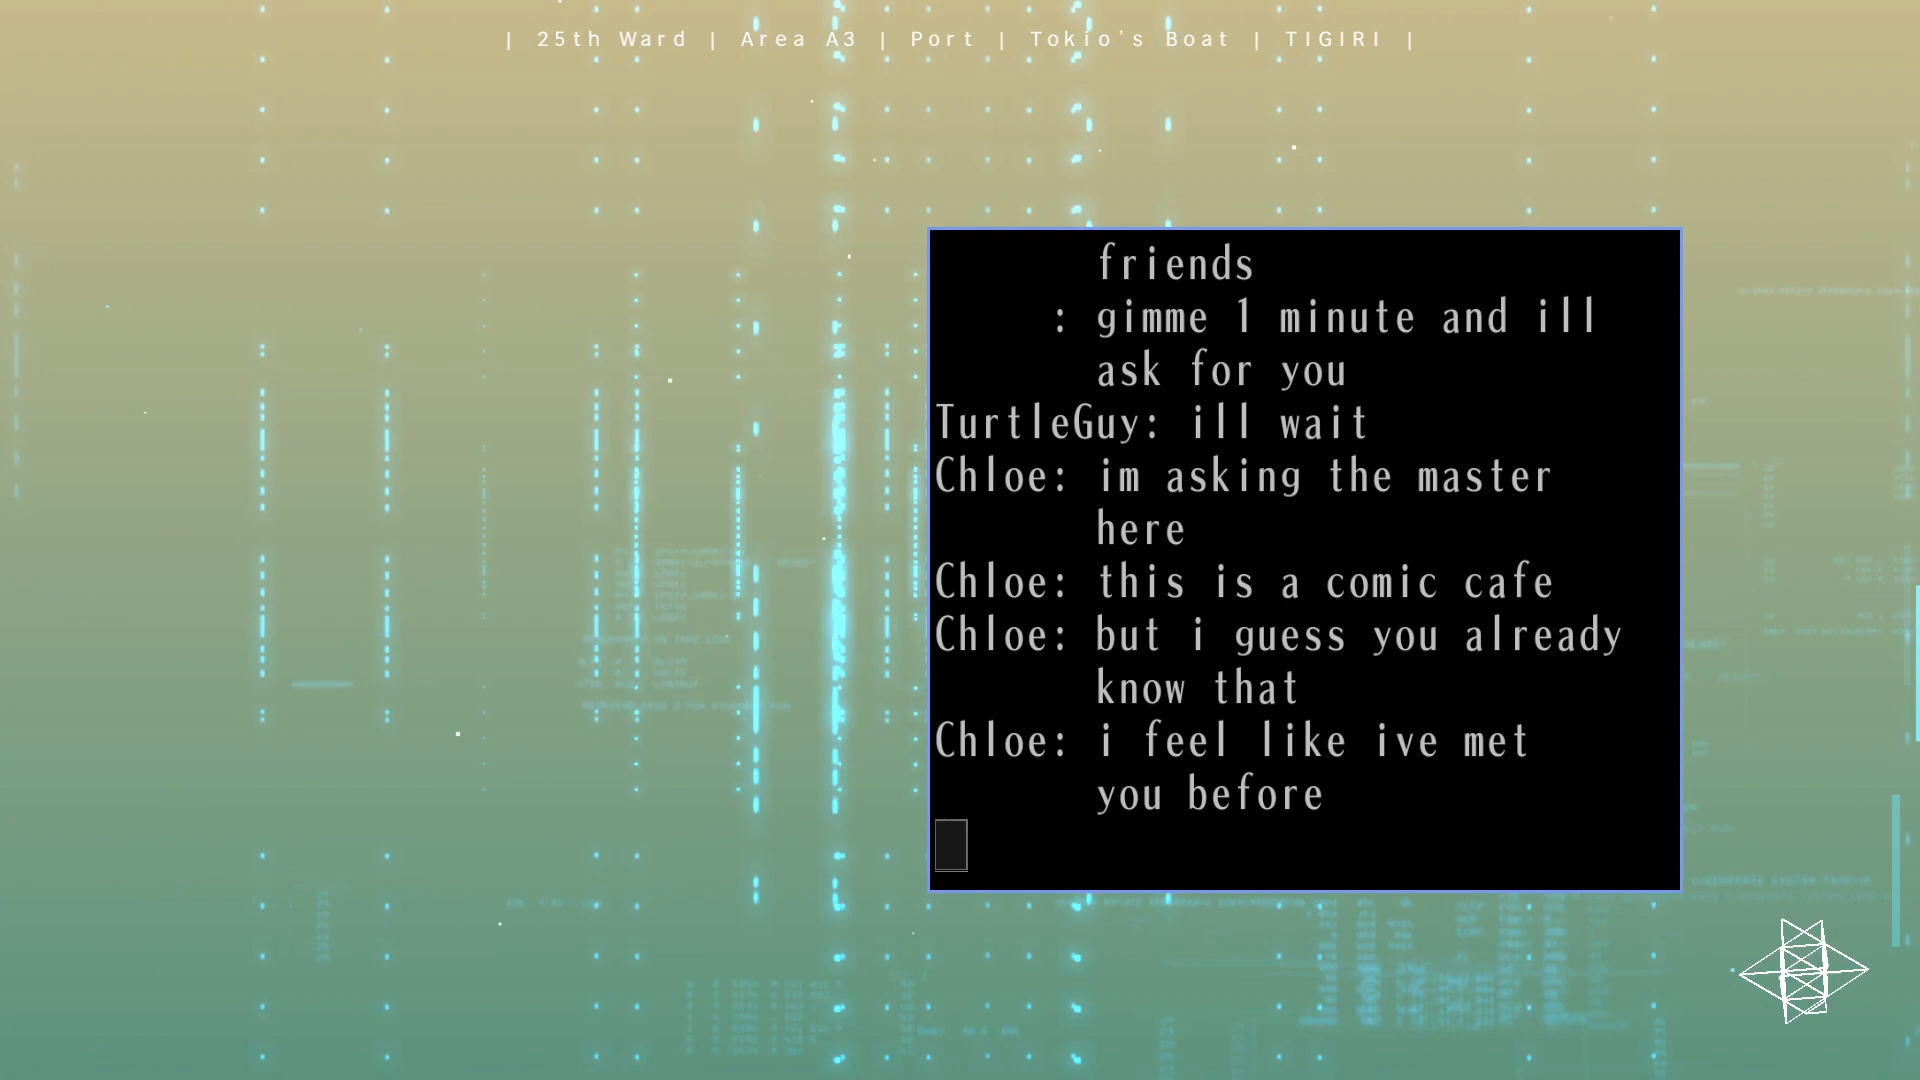 | 25th Ward | Area A3 | Port | Tokio's Boat | TIGIRI |
friends
: gimme 1 minute and ill
ask for you
TurtleGuy: ill wait
Chloe: im asking the master
here
Chloe: this is a comic cafe
Chloe: but i guess you already
know that
Chloe: i feel like ive met
you before